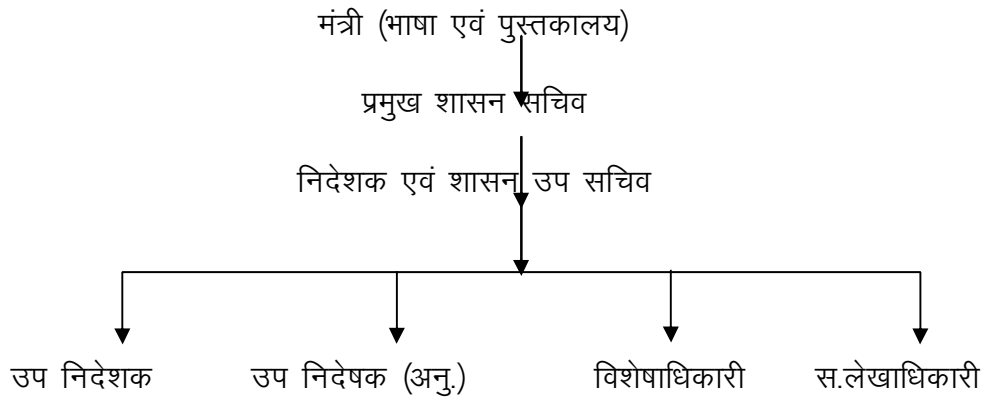 मंत्री (भाषा एवं पुस्तकालय)
प्रमुख शासन सचिव
निदेशक एवं शासन उप सचिव
उप निदेशक उप निदेषक (अनु.) विशेषाधिकारी स.लेखाधिकारी